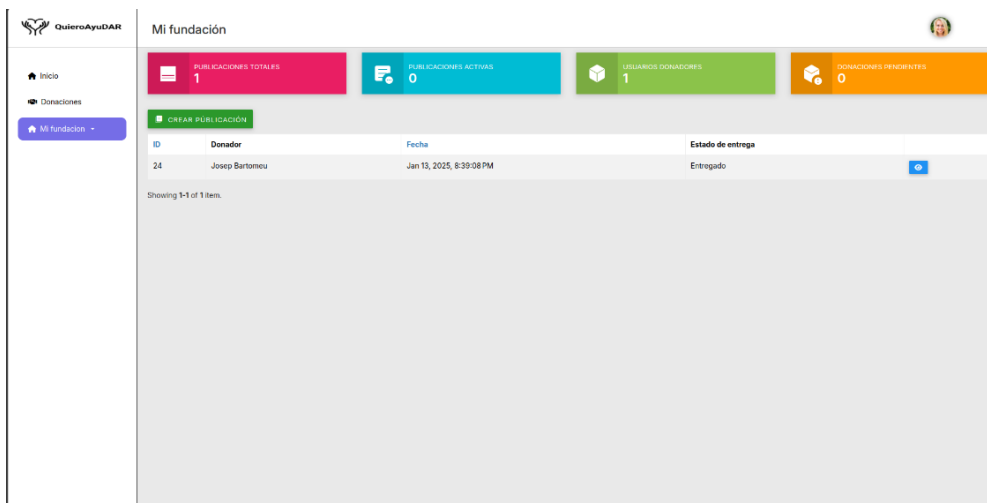 QuieroAyuDAR
Mi fundación
Inicio
Donaciones
Mi fundacion
PUBLICACIONES TOTALES
1
PUBLICACIONES ACTIVAS
0
USUARIOS DONADORES
1
DONACIONES PENDIENTES
0
CREAR PÚBLICACIÓN
ID Donador Fecha Estado de entrega
24 Josep Bartomeu Jan 13, 2025, 8:39:08 PM Entregado
Showing 1-1 of 1 item.